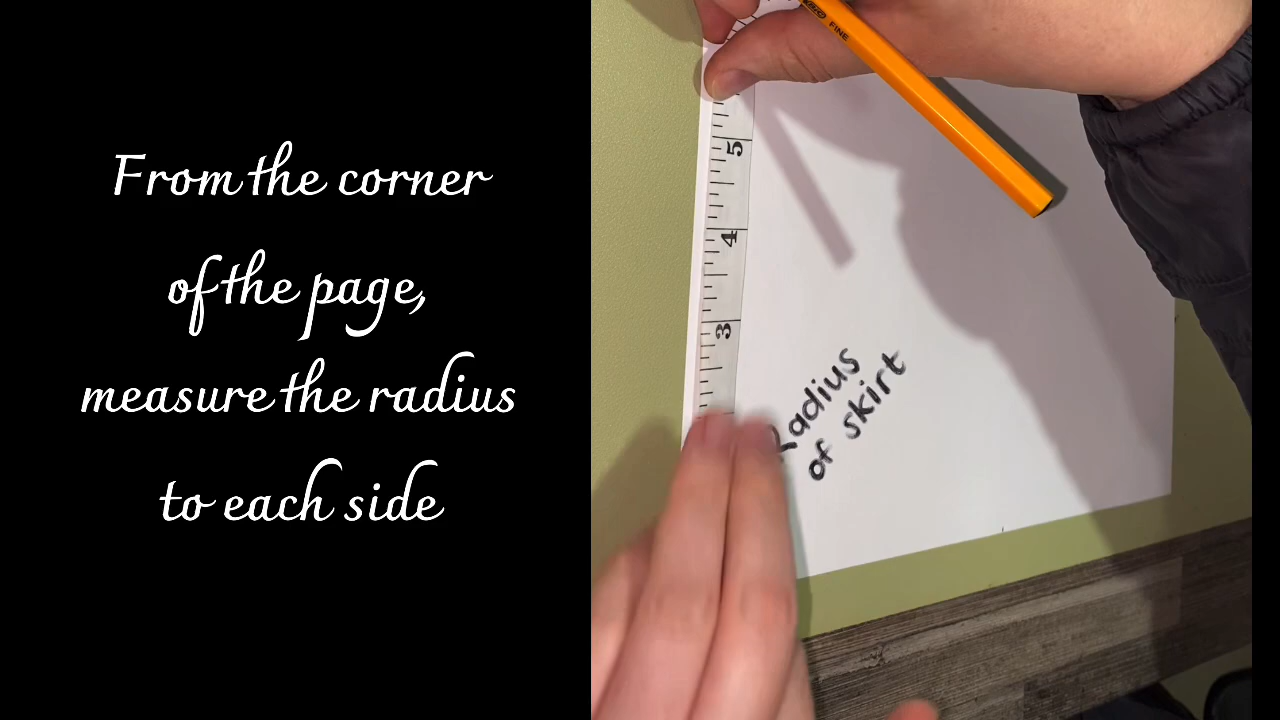 From the corner
of the page,
measure the radius
to each side
FINE
5
4
3
Radius
of skirt